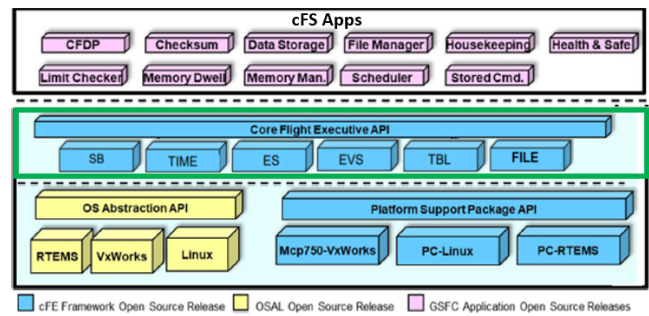 cFS Apps
CFDP Checksum Data Storage File Manager Housekeeping Health & Safe
Limit Checker Memory Dwell Memory Man. Scheduler Stored Cmd.
Core Flight Executive API
SB TIME ES EVS TBL FILE
OS Abstraction API Platform Support Package API
RTEMS VxWorks Linux Mcp750-VxWorks PC-Linux PC-RTEMS
cFE Framework Open Source Release OSAL Open Source Release GSFC Application Open Source Releases